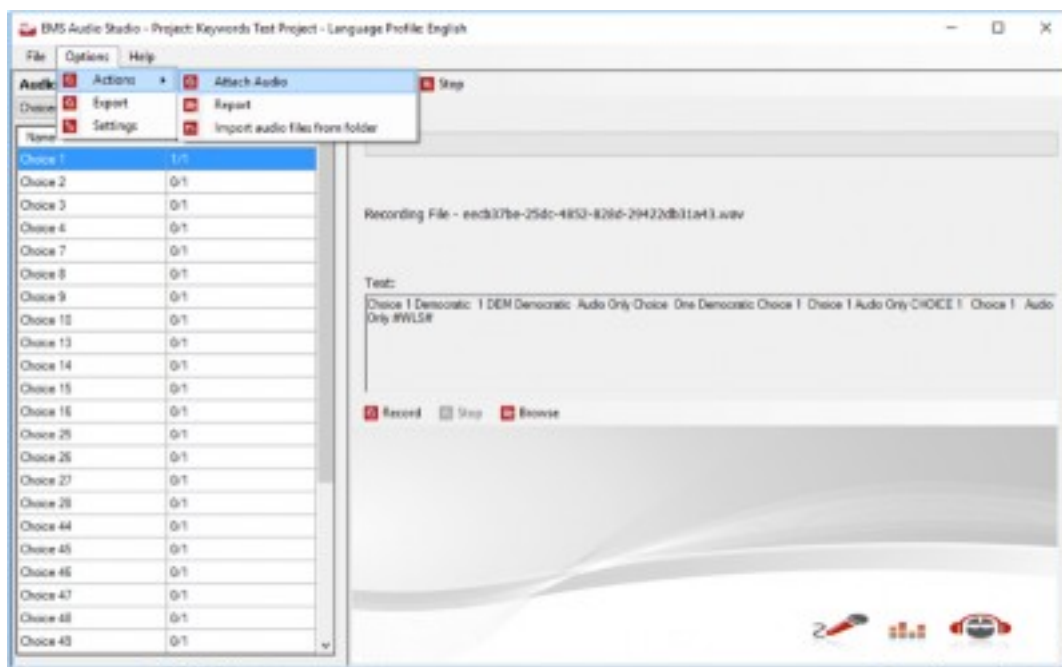 EMS Audio Studio - Project: Keywords Test Project - Language Profile: English
File Options Help
Actions
Export
Settings
Attach Audio
Report
Import audio files from folder
Stop
Name
Choice 1 1/1
Choice 2 0/1
Choice 3 0/1
Choice 4 0/1
Choice 7 0/1
Choice 8 0/1
Choice 9 0/1
Choice 10 0/1
Choice 13 0/1
Choice 14 0/1
Choice 15 0/1
Choice 16 0/1
Choice 25 0/1
Choice 26 0/1
Choice 27 0/1
Choice 28 0/1
Choice 44 0/1
Choice 45 0/1
Choice 46 0/1
Choice 47 0/1
Choice 48 0/1
Choice 49 0/1
Recording File - eecb37be-25dc-4852-828d-29422db31a43.wav
Text:
Choice 1 Democratic 1 DEM Democratic Audio Only Choice One Democratic Choice 1 Choice 1 Audio Only CHOICE 1 Choice 1 Audio
Only #WLS#
Record Stop Browse